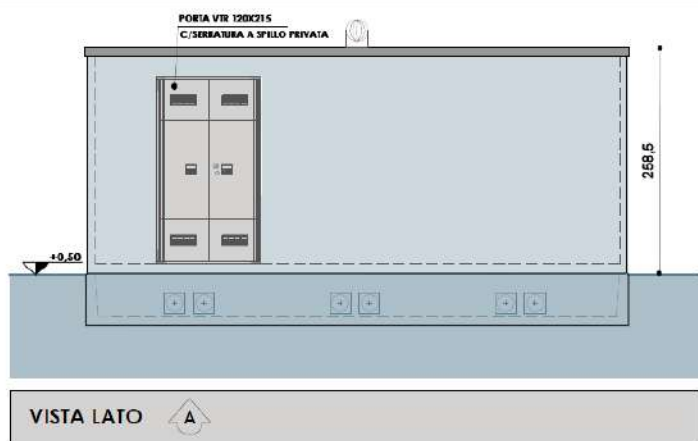 PORTA VTR 120X215
C/SERRATURA A SPILLO PRIVATA
258,5
+0,50
VISTA LATO A